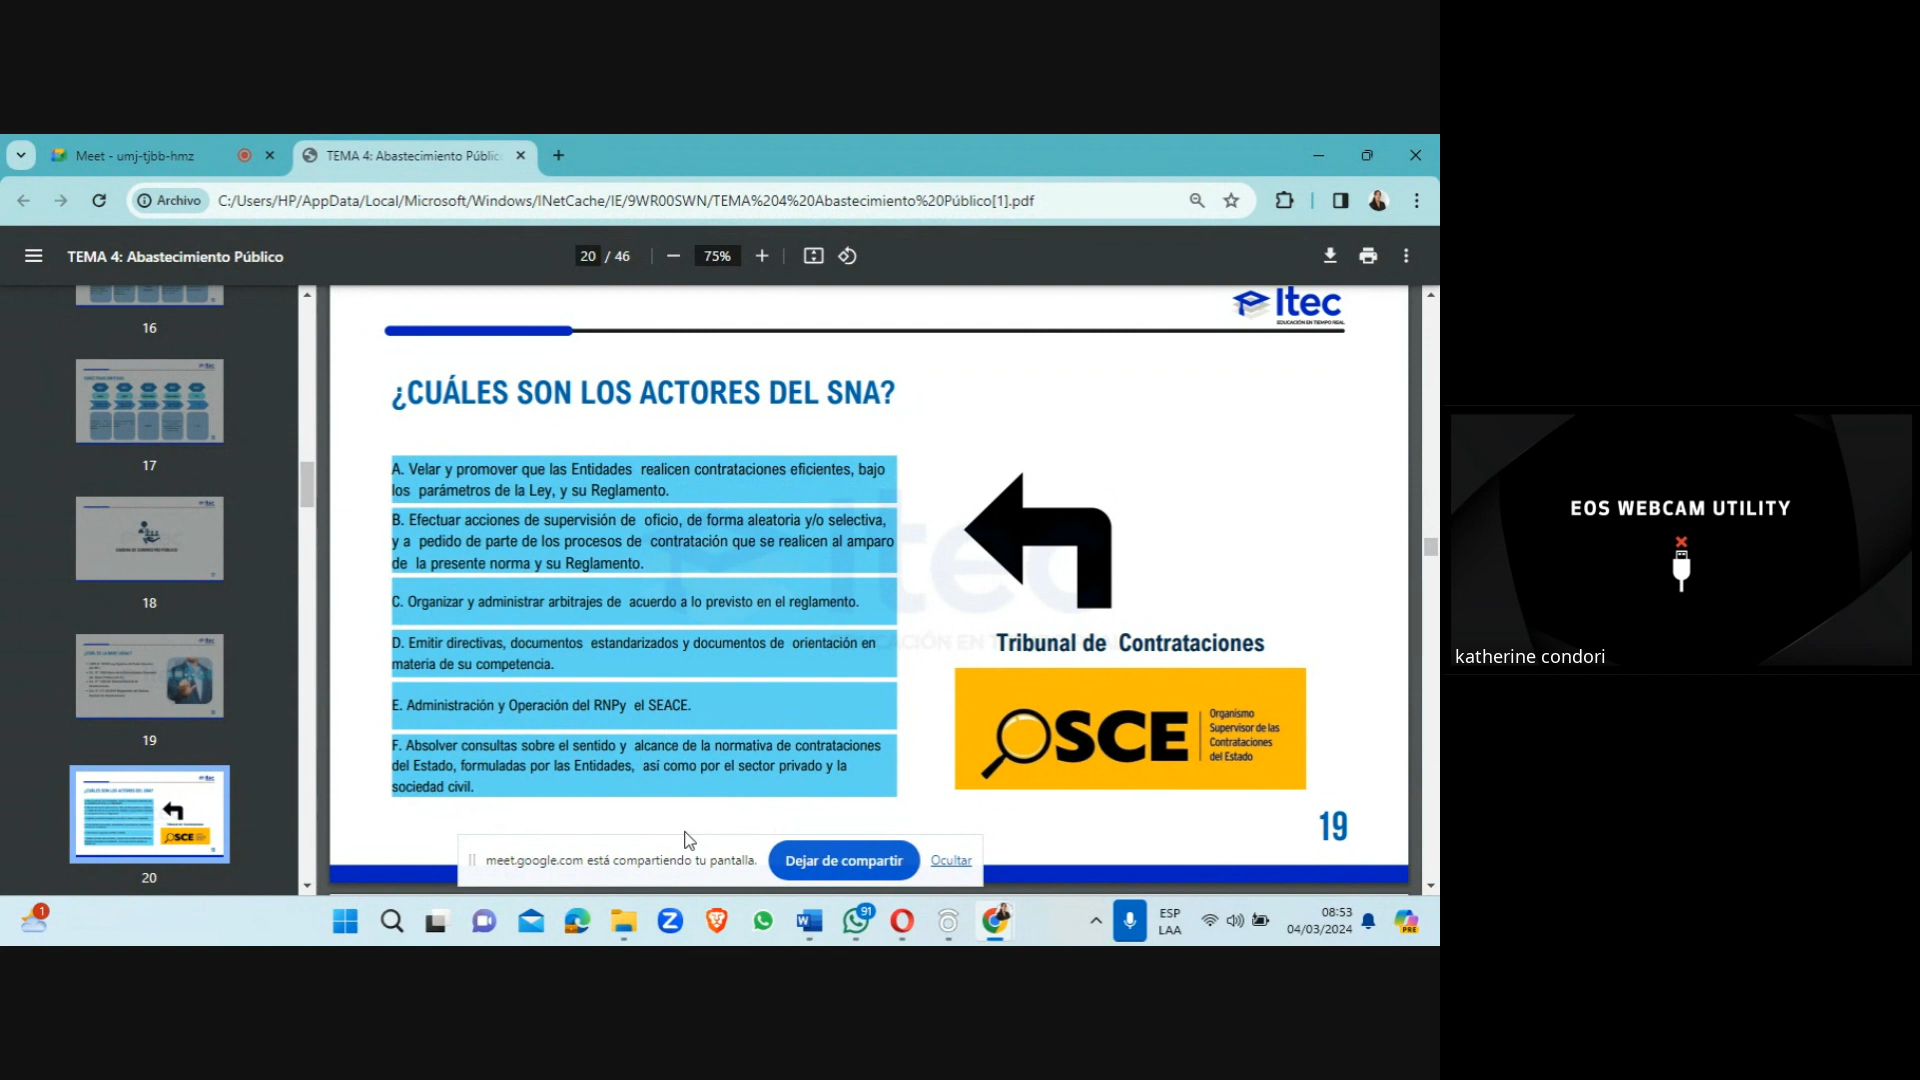 Meet - umj-tjbb-hmz
TEMA 4: Abastecimiento Públic
Archivo
C:/Users/HP/AppData/Local/Microsoft/Windows/INetCache/IE/9WR00SWN/TEMA%204%20Abastecimiento%20Público[1].pdf
TEMA 4: Abastecimiento Público
20 / 46
75%
16
17
18
19
20
Itec
EDUCACIÓN EN TIEMPO REAL
¿CUÁLES SON LOS ACTORES DEL SNA?
A. Velar y promover que las Entidades realicen contrataciones eficientes, bajo
los parámetros de la Ley, y su Reglamento.
B. Efectuar acciones de supervisión de oficio, de forma aleatoria y/o selectiva,
y a pedido de parte de los procesos de contratación que se realicen al amparo
de la presente norma y su Reglamento.
C. Organizar y administrar arbitrajes de acuerdo a lo previsto en el reglamento.
D. Emitir directivas, documentos estandarizados y documentos de orientación en
materia de su competencia.
E. Administración y Operación del RNPy el SEACE.
F. Absolver consultas sobre el sentido y alcance de la normativa de contrataciones
del Estado, formuladas por las Entidades, así como por el sector privado y la
sociedad civil.
Tribunal de Contrataciones
OSCE
Organismo
Supervisor de las
Contrataciones
del Estado
19
meet.google.com está compartiendo tu pantalla.
Dejar de compartir
Ocultar
1
91
ESP
LAA
08:53
04/03/2024
PRE
EOS WEBCAM UTILITY
katherine condori